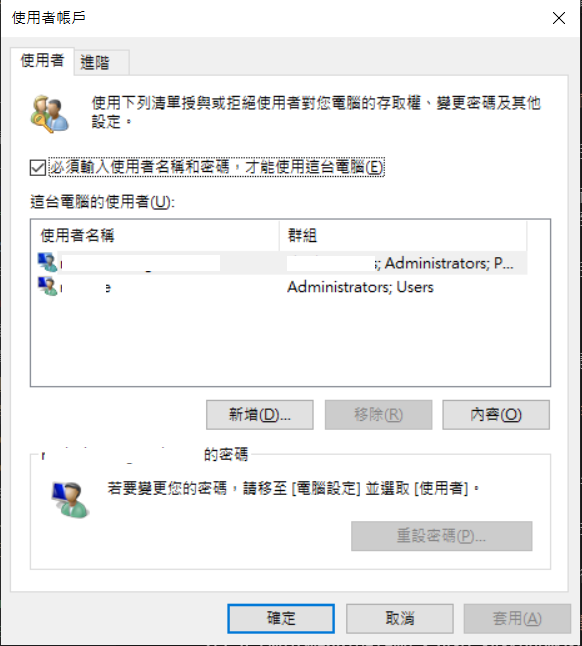 使用者帳戶
使用者
進階
使用下列清單授與或拒絕使用者對您電腦的存取權、變更密碼及其他
設定。
必須輸入使用者名稱和密碼，才能使用這台電腦(E)
這台電腦的使用者(U):
使用者名稱 群組
; Administrators; P...
e Administrators; Users
新增(D)... 移除(R) 內容(O)
的密碼
若要變更您的密碼，請移至 [電腦設定] 並選取 [使用者]。
重設密碼(P)...
確定 取消 套用(A)